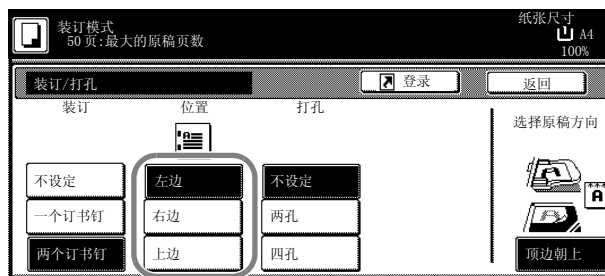 装订模式
50 页:最大的原稿页数
纸张尺寸
A4
100%
装订/打孔
登录
返回
装订 位置 打孔
选择原稿方向
不设定 左边 不设定
一个订书钉 右边 两孔
两个订书钉 上边 四孔
顶边朝上